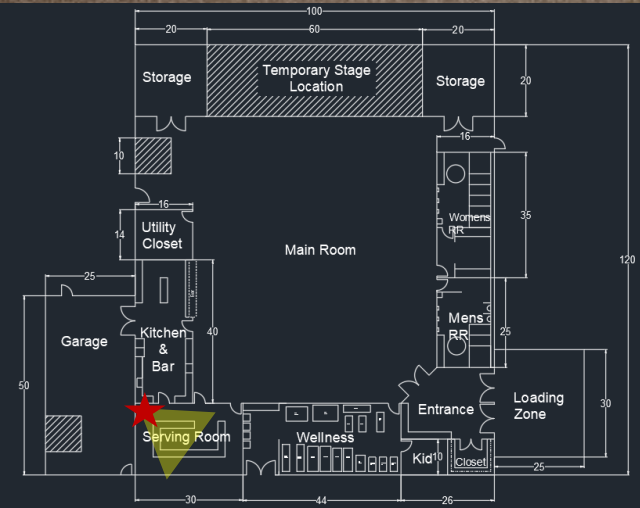 100
20
60
20
Storage
Temporary Stage
Location
Storage
20
10
16
16
14
Utility
Closet
Womens
RR
35
Main Room
120
25
Garage
Kitchen
&
Bar
40
Mens
RR
25
50
Serving Room
Wellness
Entrance
Loading
Zone
30
Kid
10
Closet
25
30
44
26